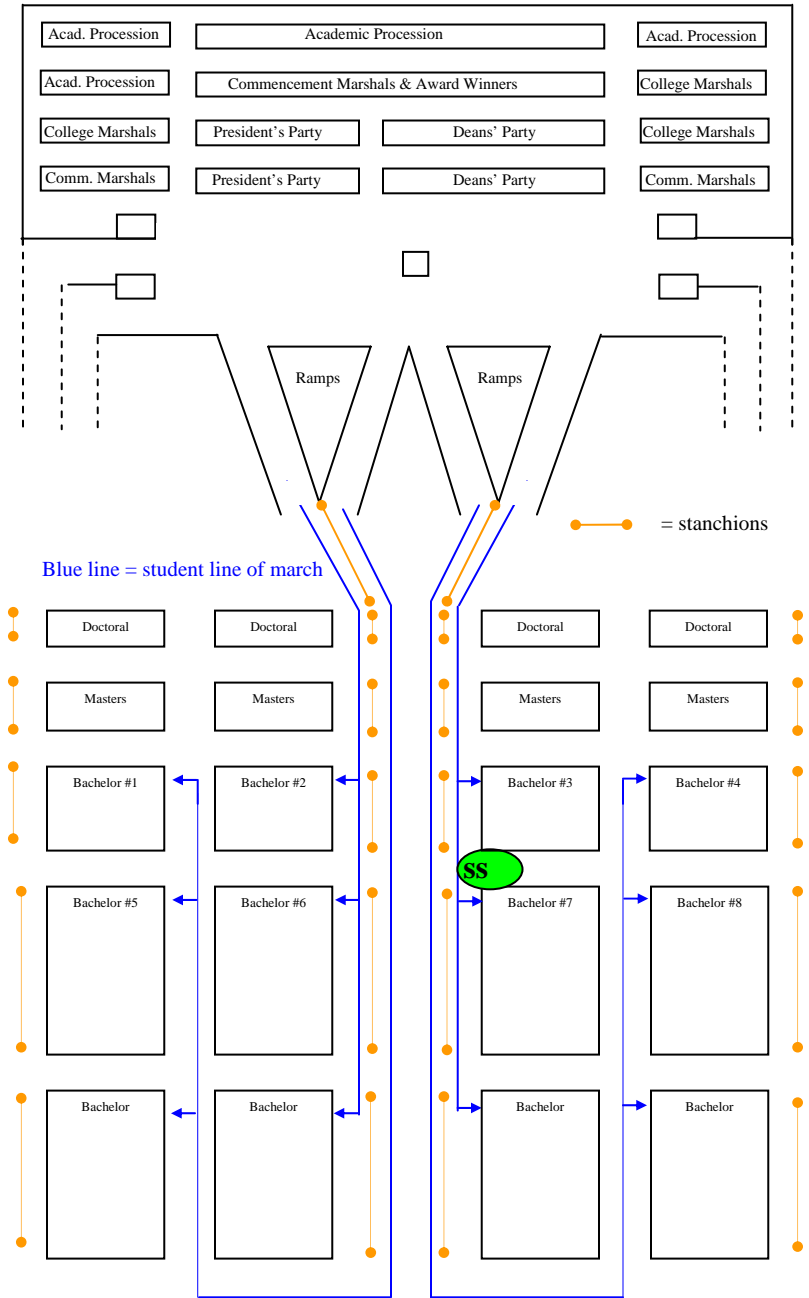 Acad. Procession
Academic Procession
Acad. Procession
Acad. Procession
Commencement Marshals & Award Winners
College Marshals
College Marshals
President's Party
Deans' Party
College Marshals
Comm. Marshals
President's Party
Deans' Party
Comm. Marshals
Ramps
Ramps
= stanchions
Blue line = student line of march
Doctoral
Doctoral
Doctoral
Doctoral
Masters
Masters
Masters
Masters
Bachelor #1
Bachelor #2
Bachelor #3
Bachelor #4
SS
Bachelor #5
Bachelor #6
Bachelor #7
Bachelor #8
Bachelor
Bachelor
Bachelor
Bachelor